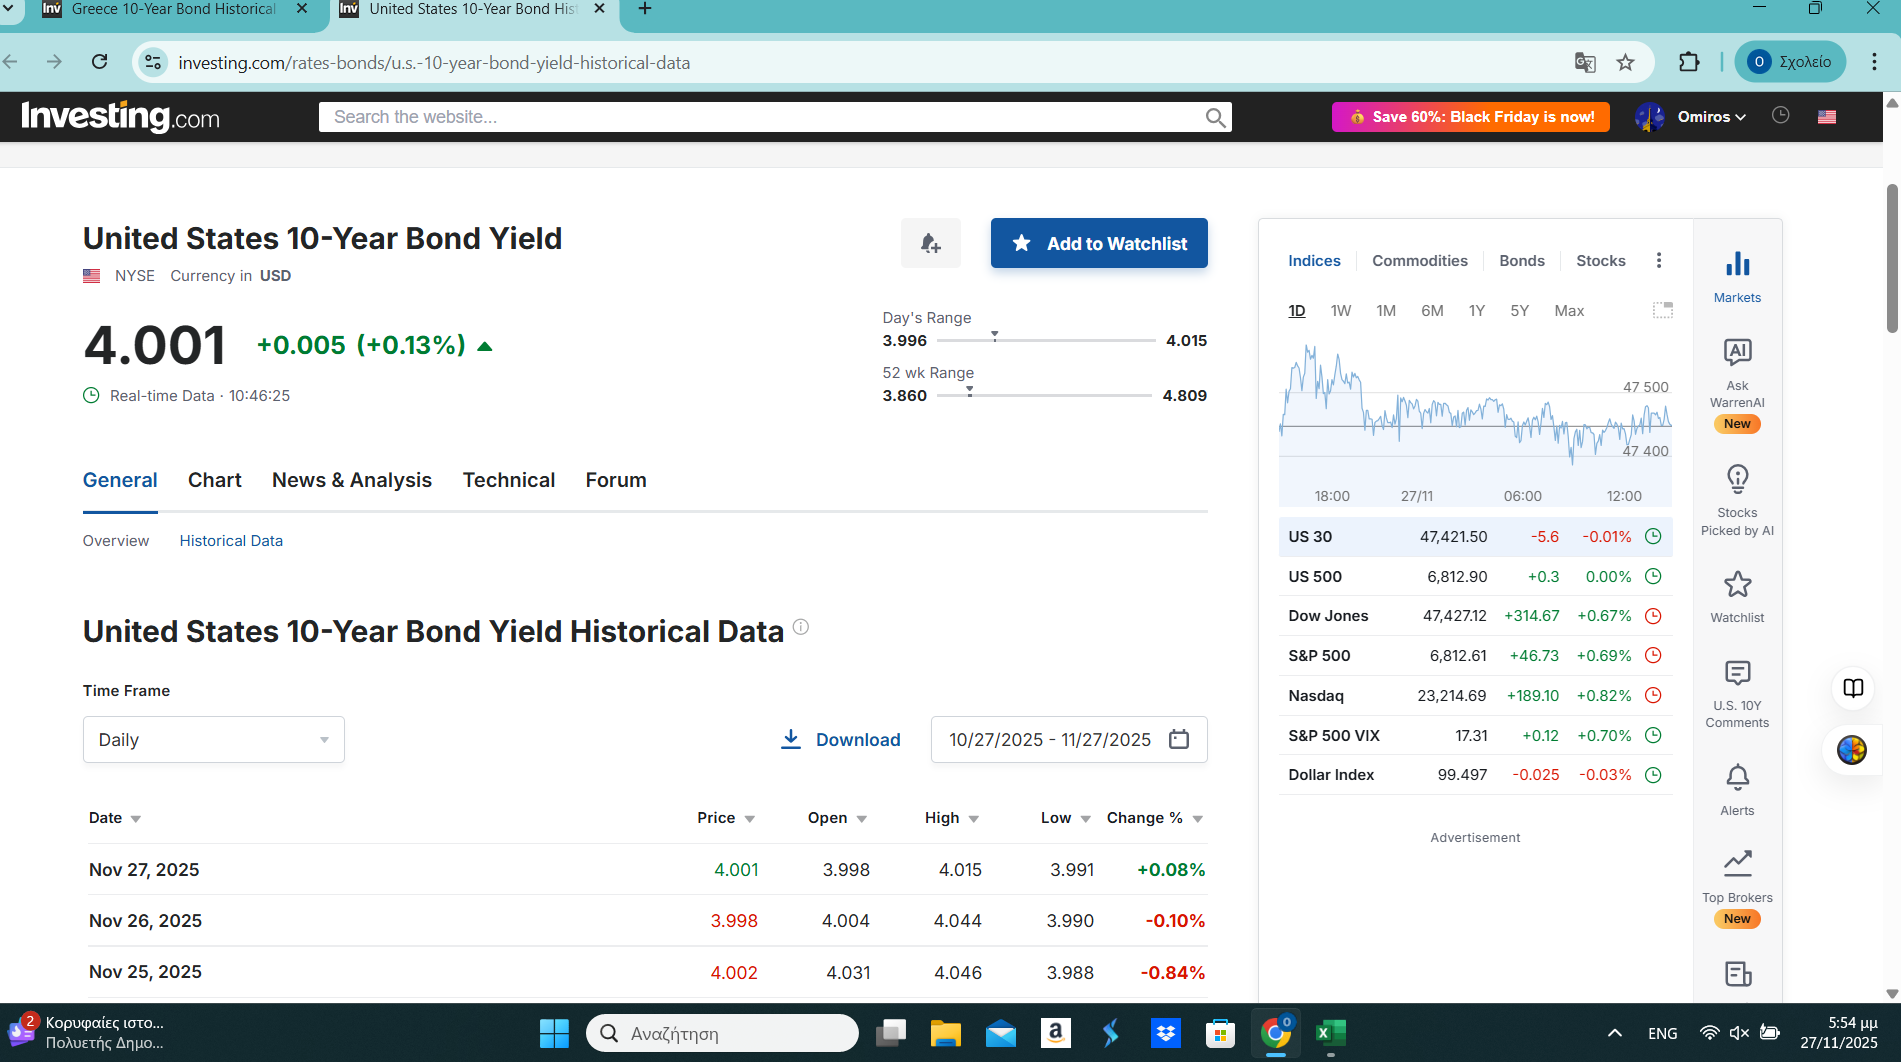 Greece 10-Year Bond Historical
United States 10-Year Bond His
investing.com/rates-bonds/u.s.-10-year-bond-yield-historical-data
Ο Σχολείο
Investing.com
Search the website...
Save 60%: Black Friday is now!
Omiros
United States 10-Year Bond Yield
NYSE Currency in USD
4.001 +0.005 (+0.13%)
Real-time Data · 10:46:25
Add to Watchlist
Day's Range
3.996 4.015
52 wk Range
3.860 4.809
General Chart News & Analysis Technical Forum
Overview Historical Data
United States 10-Year Bond Yield Historical Data
Time Frame
Daily
Download
10/27/2025 - 11/27/2025
Date Price Open High Low Change %
Nov 27, 2025 4.001 3.998 4.015 3.991 +0.08%
Nov 26, 2025 3.998 4.004 4.044 3.990 -0.10%
Nov 25, 2025 4.002 4.031 4.046 3.988 -0.84%
Indices Commodities Bonds Stocks
1D 1W 1M 6M 1Y 5Y Max
47 500
47 400
18:00 27/11 06:00 12:00
US 30 47,421.50 -5.6 -0.01%
US 500 6,812.90 +0.3 0.00%
Dow Jones 47,427.12 +314.67 +0.67%
S&P 500 6,812.61 +46.73 +0.69%
Nasdaq 23,214.69 +189.10 +0.82%
S&P 500 VIX 17.31 +0.12 +0.70%
Dollar Index 99.497 -0.025 -0.03%
Advertisement
Markets
AI
Ask
WarrenAI
New
Stocks
Picked by AI
Watchlist
U.S. 10Y
Comments
Alerts
Top Brokers
New
2
Κορυφαίες ιστο...
Πολυετής Δημο...
Αναζήτηση
ENG
5:54 μμ
27/11/2025